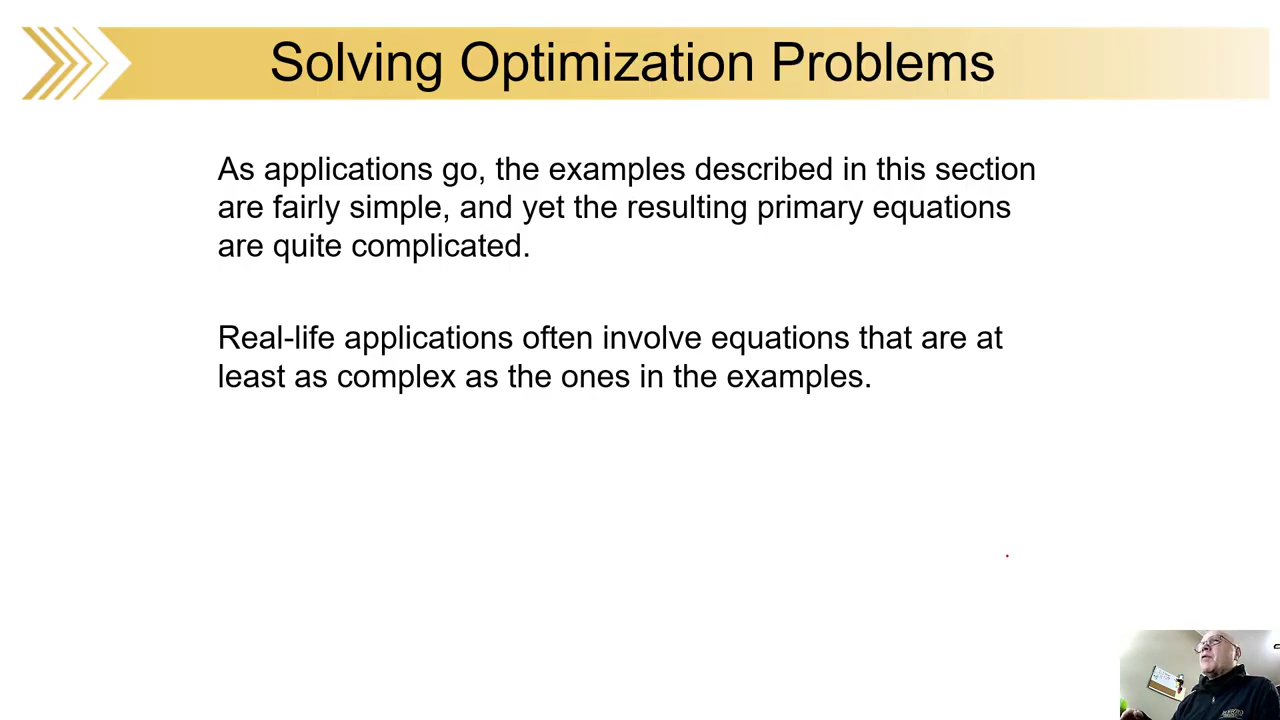 Solving Optimization Problems
As applications go, the examples described in this section
are fairly simple, and yet the resulting primary equations
are quite complicated.
Real-life applications often involve equations that are at
least as complex as the ones in the examples.